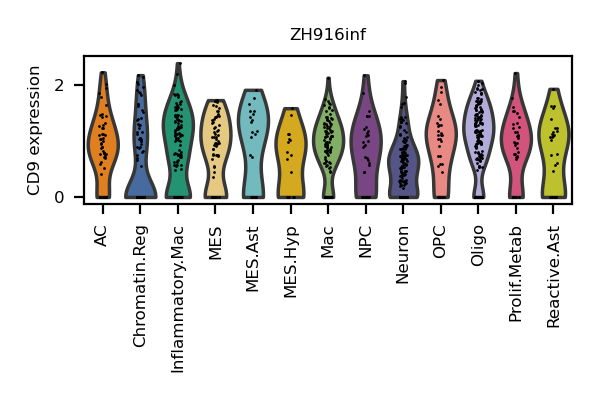 ZH916inf
CD9 expression
2
0
AC
Chromatin.Reg
Inflammatory.Mac
MES
MES.Ast
MES.Hyp
Mac
NPC
Neuron
OPC
Oligo
Prolif.Metab
Reactive.Ast